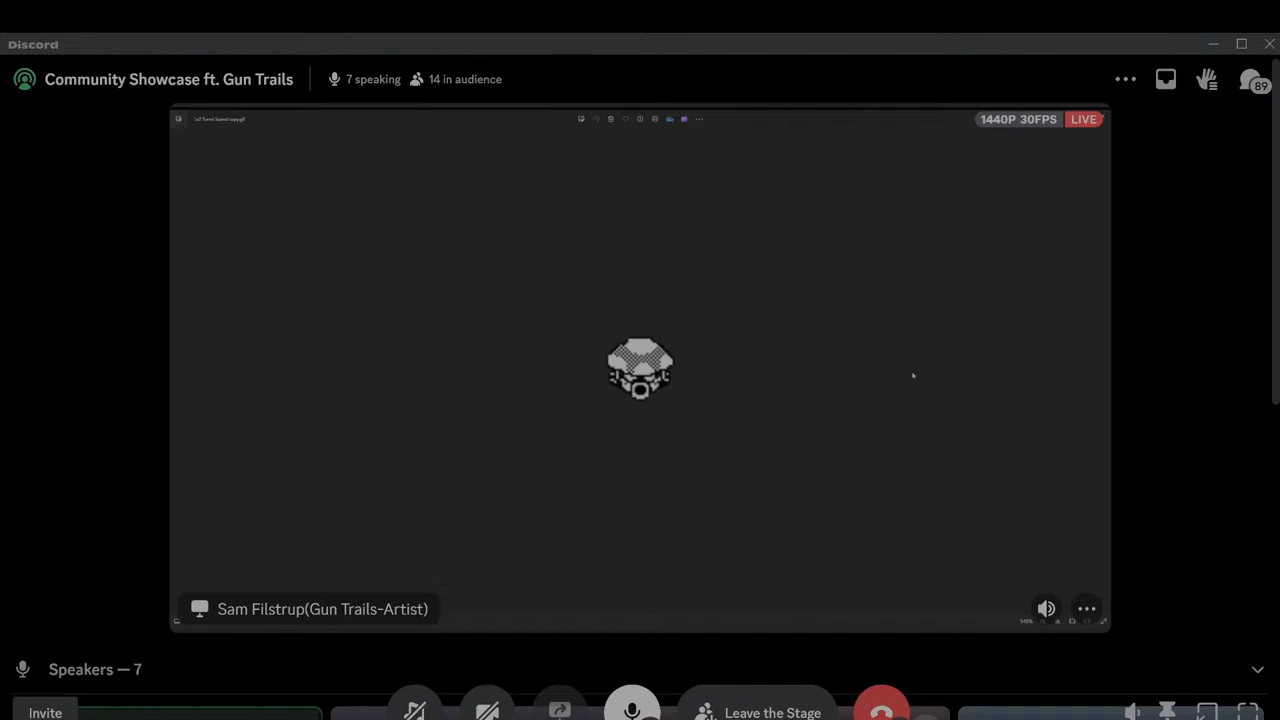 Discord
Community Showcase ft. Gun Trails
7 speaking
14 in audience
89
1440P 30FPS
LIVE
Sam Filstrup(Gun Trails-Artist)
545%
Speakers — 7
Invite
Leave the Stage